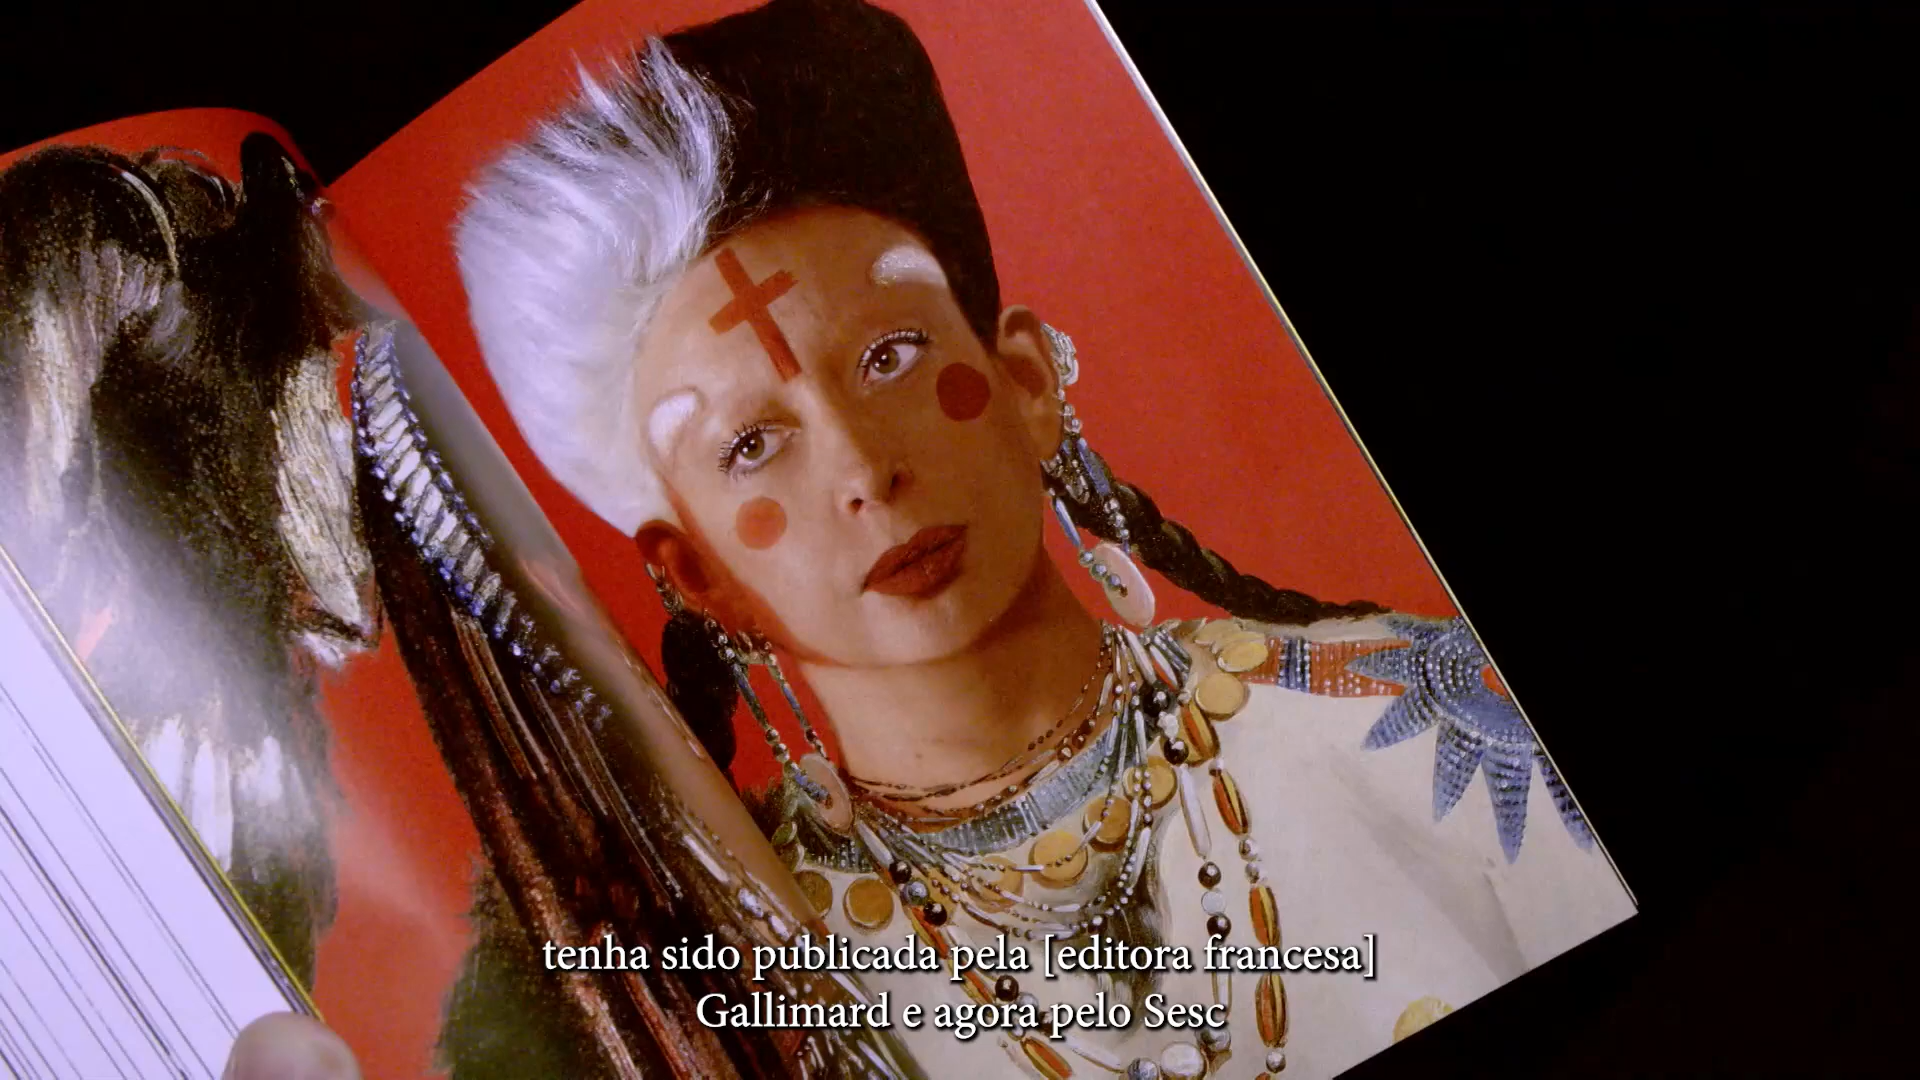 tenha sido publicada pela [editora francesa]
Gallimard e agora pelo Sesc